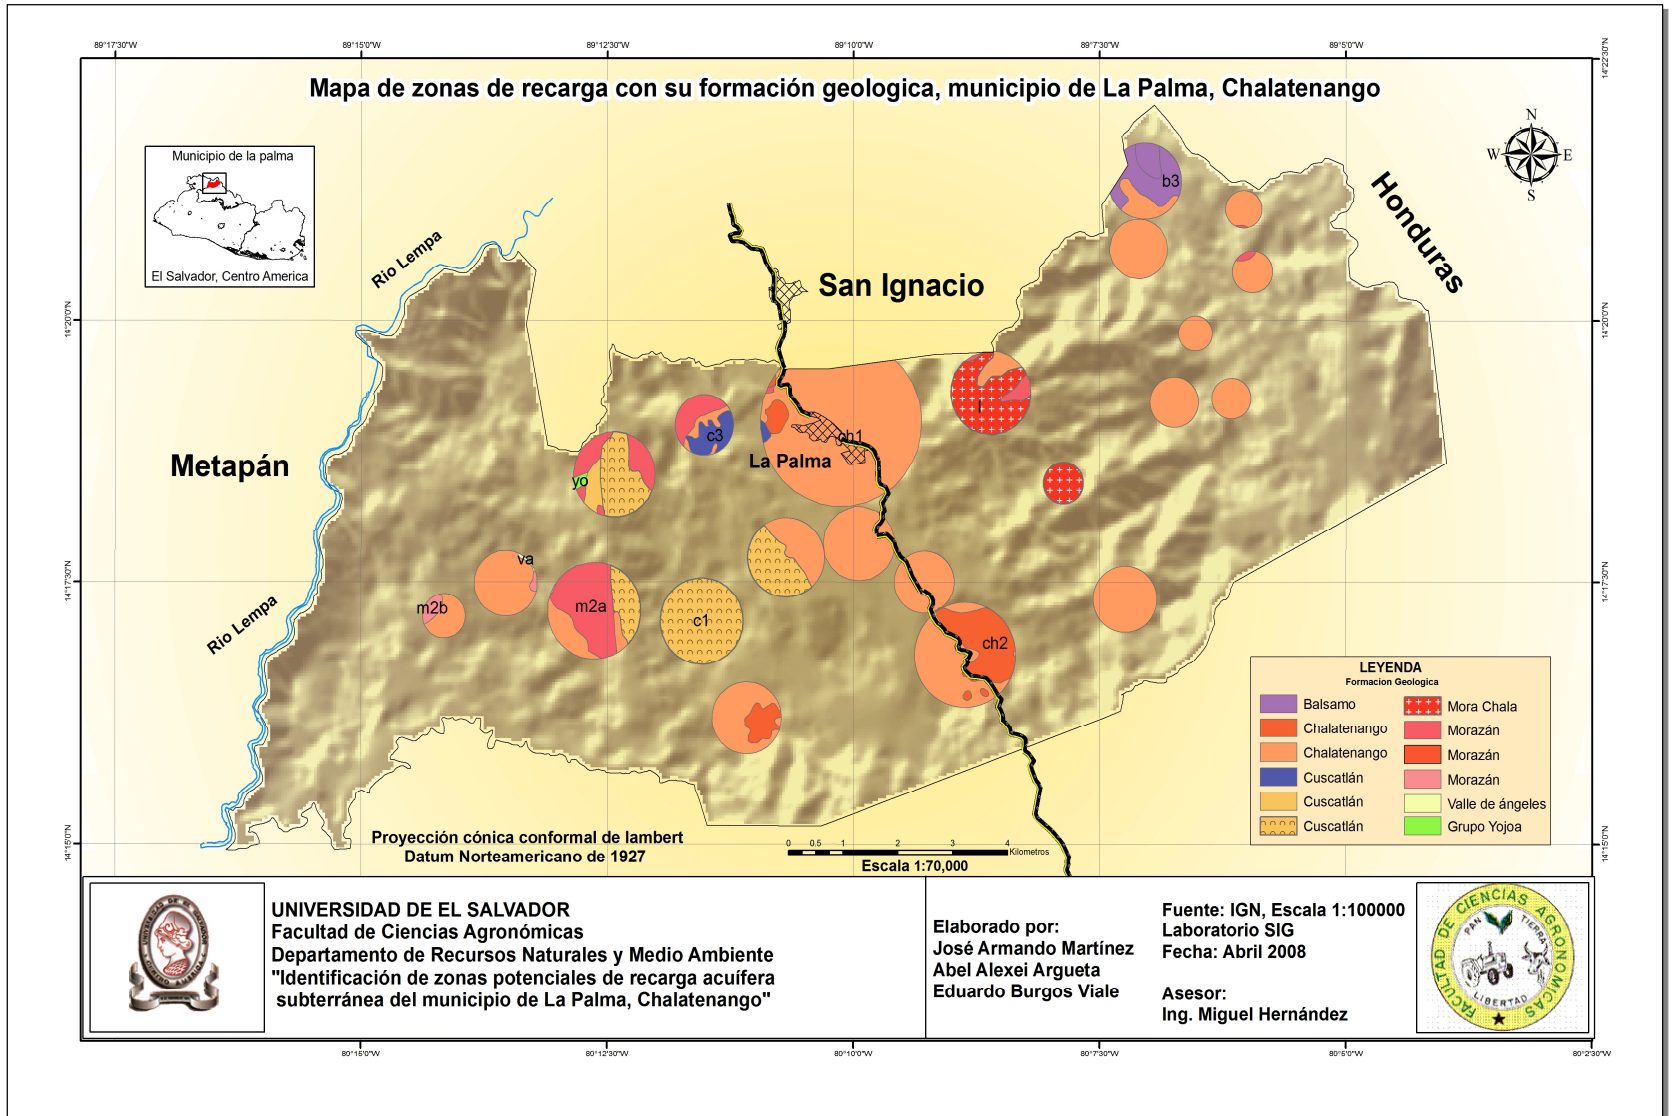 89°17'30"W
89°15'0"W
89°12'30"W
89°10'0"W
89°7'30"W
89°5'0"W
14°22'30"N
Mapa de zonas de recarga con su formación geologica, municipio de La Palma, Chalatenango
Municipio de la palma
El Salvador, Centro America
N
W
E
S
Honduras
Rio Lempa
San Ignacio
b3
14°20'0"N
14°20'0"N
Metapán
La Palma
ch1
l
c3
yo
va
m2b
m2a
c1
ch2
14°17'30"N
14°17'30"N
Rio Lempa
LEYENDA
Formacion Geologica
Balsamo
Chalatenango
Chalatenango
Cuscatlán
Cuscatlán
Cuscatlán
Mora Chala
Morazán
Morazán
Morazán
Valle de ángeles
Grupo Yojoa
14°15'0"N
14°15'0"N
Proyección cónica conformal de lambert
Datum Norteamericano de 1927
0 0.5 1 2 3 4
Kilometros
Escala 1:70,000
UNIVERSIDAD DE EL SALVADOR
Facultad de Ciencias Agronómicas
Departamento de Recursos Naturales y Medio Ambiente
"Identificación de zonas potenciales de recarga acuífera
subterránea del municipio de La Palma, Chalatenango"
Elaborado por:
José Armando Martínez
Abel Alexei Argueta
Eduardo Burgos Viale
Fuente: IGN, Escala 1:100000
Laboratorio SIG
Fecha: Abril 2008
Asesor:
Ing. Miguel Hernández
FACULTAD DE CIENCIAS AGRONOMICAS
PAN
TIERRA
LIBERTAD
80°15'0"W
80°12'30"W
80°10'0"W
80°7'30"W
80°5'0"W
80°2'30"W